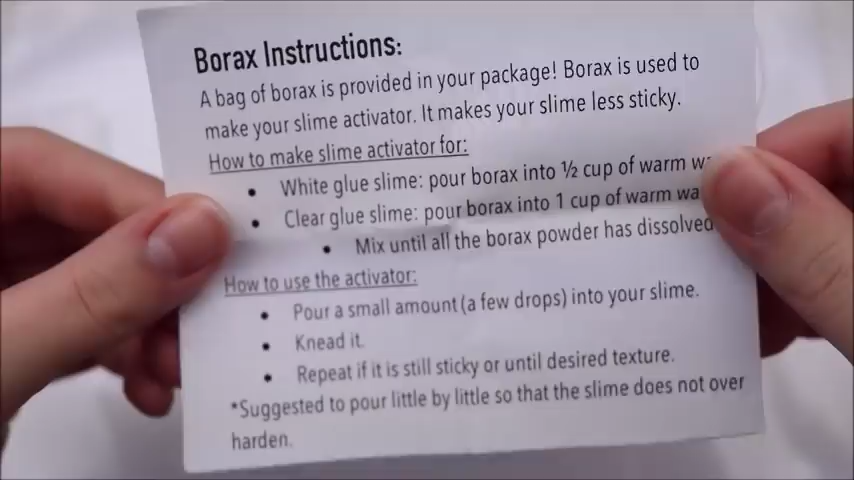 Borax Instructions:
A bag of borax is provided in your package! Borax is used to
make your slime activator. It makes your slime less sticky.
How to make slime activator for:
• White glue slime: pour borax into ½ cup of warm
• Clear glue slime: pour borax into 1 cup of warm
• Mix until all the borax powder has dissolved
How to use the activator:
• Pour a small amount (a few drops) into your slime.
• Knead it.
• Repeat if it is still sticky or until desired texture.
*Suggested to pour little by little so that the slime does not over
harden.